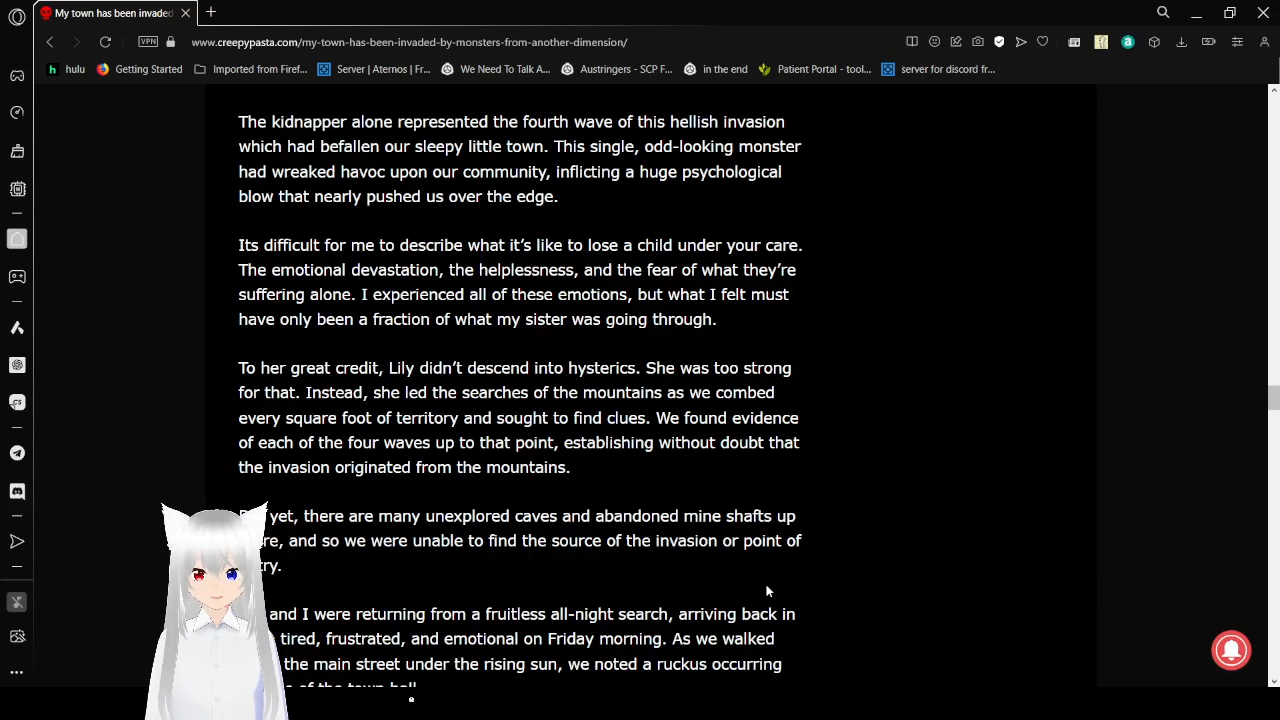 My town has been invaded
VPN
www.creepypasta.com/my-town-has-been-invaded-by-monsters-from-another-dimension/
hulu
Getting Started
Imported from Firef...
Server | Aternos | Fr...
We Need To Talk A...
Austringers - SCP F...
in the end
Patient Portal - tool...
server for discord fr...
The kidnapper alone represented the fourth wave of this hellish invasion
which had befallen our sleepy little town. This single, odd-looking monster
had wreaked havoc upon our community, inflicting a huge psychological
blow that nearly pushed us over the edge.
Its difficult for me to describe what it’s like to lose a child under your care.
The emotional devastation, the helplessness, and the fear of what they’re
suffering alone. I experienced all of these emotions, but what I felt must
have only been a fraction of what my sister was going through.
To her great credit, Lily didn’t descend into hysterics. She was too strong
for that. Instead, she led the searches of the mountains as we combed
every square foot of territory and sought to find clues. We found evidence
of each of the four waves up to that point, establishing without doubt that
the invasion originated from the mountains.
yet, there are many unexplored caves and abandoned mine shafts up
and so we were unable to find the source of the invasion or point of
and I were returning from a fruitless all-night search, arriving back in
tired, frustrated, and emotional on Friday morning. As we walked
the main street under the rising sun, we noted a ruckus occurring
of the town hall